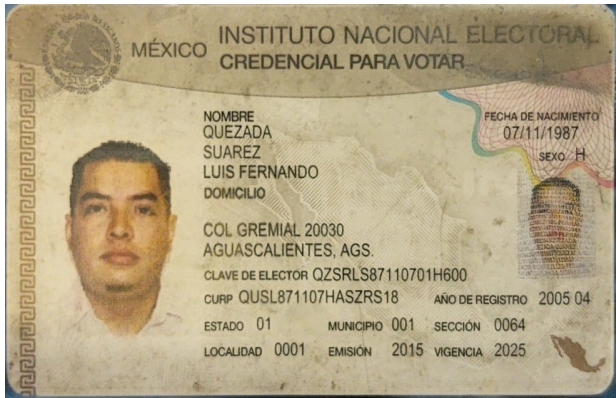 MÉXICO INSTITUTO NACIONAL ELECTORAL
CREDENCIAL PARA VOTAR
NOMBRE
QUEZADA
SUAREZ
LUIS FERNANDO
FECHA DE NACIMIENTO
07/11/1987
SEXO H
DOMICILIO
COL GREMIAL 20030
AGUASCALIENTES, AGS.
CLAVE DE ELECTOR QZSRLS87110701H600
CURP QUSL871107HASZRS18 AÑO DE REGISTRO 2005 04
ESTADO 01 MUNICIPIO 001 SECCIÓN 0064
LOCALIDAD 0001 EMISIÓN 2015 VIGENCIA 2025